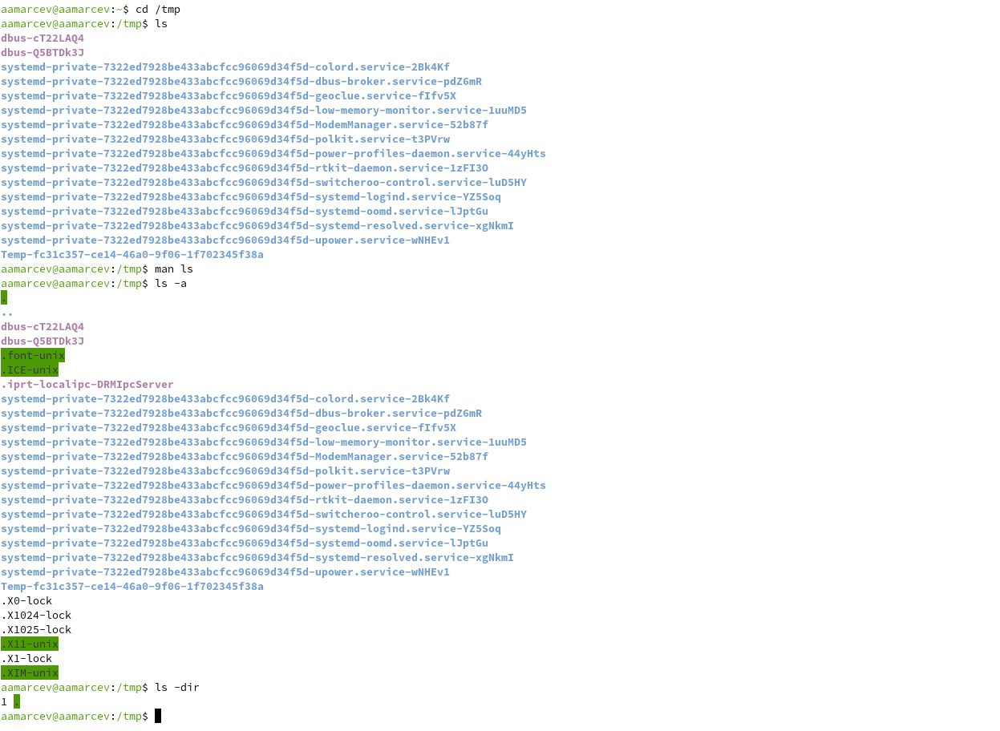 aamarcev@aamarcev:~$ cd /tmp
aamarcev@aamarcev:/tmp$ ls
dbus-cT22LAQ4
dbus-Q5BTDk3J
systemd-private-7322ed7928be433abcfcc96069d34f5d-colord.service-2Bk4Kf
systemd-private-7322ed7928be433abcfcc96069d34f5d-dbus-broker.service-pdZ6mR
systemd-private-7322ed7928be433abcfcc96069d34f5d-geoclue.service-fIfv5X
systemd-private-7322ed7928be433abcfcc96069d34f5d-low-memory-monitor.service-1uuMD5
systemd-private-7322ed7928be433abcfcc96069d34f5d-ModemManager.service-52b87f
systemd-private-7322ed7928be433abcfcc96069d34f5d-polkit.service-t3PVrw
systemd-private-7322ed7928be433abcfcc96069d34f5d-power-profiles-daemon.service-44yHts
systemd-private-7322ed7928be433abcfcc96069d34f5d-rtkit-daemon.service-1zFI3O
systemd-private-7322ed7928be433abcfcc96069d34f5d-switcheroo-control.service-luD5HY
systemd-private-7322ed7928be433abcfcc96069d34f5d-systemd-logind.service-YZ5Soq
systemd-private-7322ed7928be433abcfcc96069d34f5d-systemd-oomd.service-lJptGu
systemd-private-7322ed7928be433abcfcc96069d34f5d-systemd-resolved.service-xgNkmI
systemd-private-7322ed7928be433abcfcc96069d34f5d-upower.service-wNHEv1
Temp-fc31c357-ce14-46a0-9f06-1f702345f38a
aamarcev@aamarcev:/tmp$ man ls
aamarcev@aamarcev:/tmp$ ls -a
.
..
dbus-cT22LAQ4
dbus-Q5BTDk3J
.font-unix
.ICE-unix
.iprt-localipc-DRMIpcServer
systemd-private-7322ed7928be433abcfcc96069d34f5d-colord.service-2Bk4Kf
systemd-private-7322ed7928be433abcfcc96069d34f5d-dbus-broker.service-pdZ6mR
systemd-private-7322ed7928be433abcfcc96069d34f5d-geoclue.service-fIfv5X
systemd-private-7322ed7928be433abcfcc96069d34f5d-low-memory-monitor.service-1uuMD5
systemd-private-7322ed7928be433abcfcc96069d34f5d-ModemManager.service-52b87f
systemd-private-7322ed7928be433abcfcc96069d34f5d-polkit.service-t3PVrw
systemd-private-7322ed7928be433abcfcc96069d34f5d-power-profiles-daemon.service-44yHts
systemd-private-7322ed7928be433abcfcc96069d34f5d-rtkit-daemon.service-1zFI3O
systemd-private-7322ed7928be433abcfcc96069d34f5d-switcheroo-control.service-luD5HY
systemd-private-7322ed7928be433abcfcc96069d34f5d-systemd-logind.service-YZ5Soq
systemd-private-7322ed7928be433abcfcc96069d34f5d-systemd-oomd.service-lJptGu
systemd-private-7322ed7928be433abcfcc96069d34f5d-systemd-resolved.service-xgNkmI
systemd-private-7322ed7928be433abcfcc96069d34f5d-upower.service-wNHEv1
Temp-fc31c357-ce14-46a0-9f06-1f702345f38a
.X0-lock
.X1024-lock
.X1025-lock
.X11-unix
.X1-lock
.XIM-unix
aamarcev@aamarcev:/tmp$ ls -dir
1 .
aamarcev@aamarcev:/tmp$